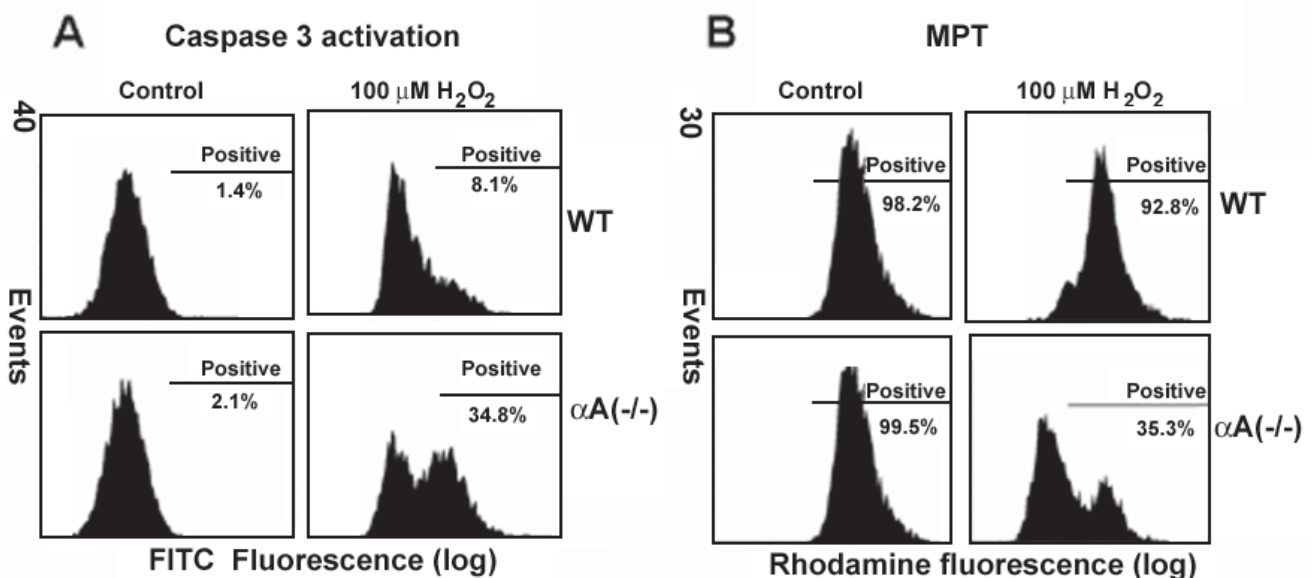 A Caspase 3 activation
Control
100 μM H₂O₂
40
Positive
1.4%
Positive
8.1%
WT
Events
Positive
2.1%
Positive
34.8%
αA(-/-)
FITC Fluorescence (log)
B MPT
Control
100 μM H₂O₂
30
Positive
98.2%
Positive
92.8%
WT
Events
Positive
99.5%
Positive
35.3%
αA(-/-)
Rhodamine fluorescence (log)